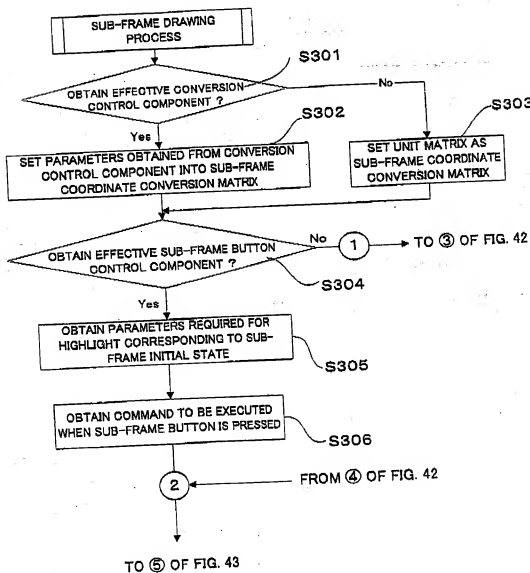 SUB-FRAME DRAWING
PROCESS
S301
OBTAIN EFFECTIVE CONVERSION
CONTROL COMPONENT ?
No
Yes
S302
S303
SET PARAMETERS OBTAINED FROM CONVERSION
CONTROL COMPONENT INTO SUB-FRAME
COORDINATE CONVERSION MATRIX
SET UNIT MATRIX AS
SUB-FRAME COORDINATE
CONVERSION MATRIX
OBTAIN EFFECTIVE SUB-FRAME BUTTON
CONTROL COMPONENT ?
No
1
TO ③ OF FIG. 42
S304
Yes
OBTAIN PARAMETERS REQUIRED FOR
HIGHLIGHT CORRESPONDING TO SUB-
FRAME INITIAL STATE
S305
OBTAIN COMMAND TO BE EXECUTED
WHEN SUB-FRAME BUTTON IS PRESSED
S306
2
FROM ④ OF FIG. 42
TO ⑤ OF FIG. 43